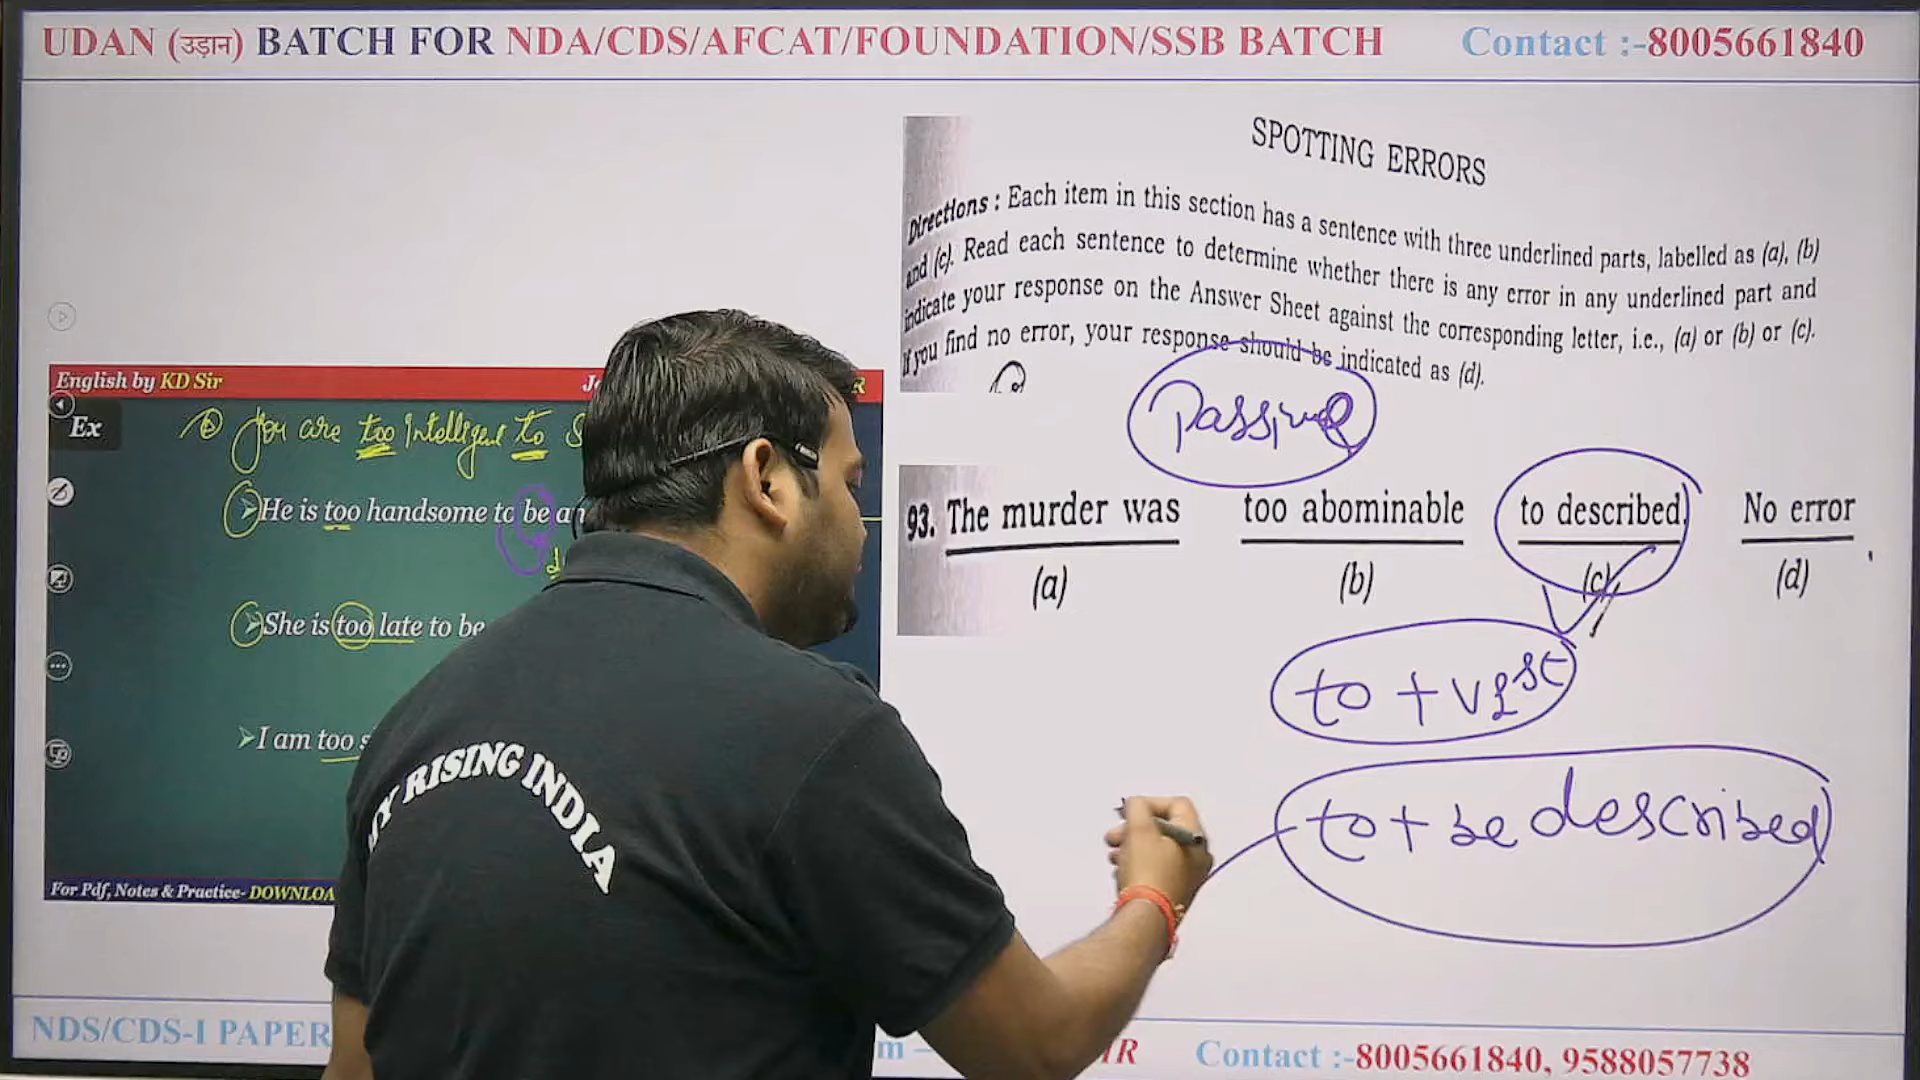 UDAN (उड़ान) BATCH FOR NDA/CDS/AFCAT/FOUNDATION/SSB BATCH Contact :-8005661840
SPOTTING ERRORS
Directions : Each item in this section has a sentence with three underlined parts, labelled as (a), (b)
and (c). Read each sentence to determine whether there is any error in any underlined part and
indicate your response on the Answer Sheet against the corresponding letter, i.e., (a) or (b) or (c).
If you find no error, your response should be indicated as (d).
Passive
93. The murder was too abominable to described. No error
(a) (b) (c) (d)
to + V1st
to + be described
English by KD Sir
Ex
You are too intelligent to
He is too handsome to be
She is too late to be
I am too
For Pdf, Notes & Practice-
MY RISING INDIA
NDS/CDS-I PAPER
Contact :-8005661840, 9588057738